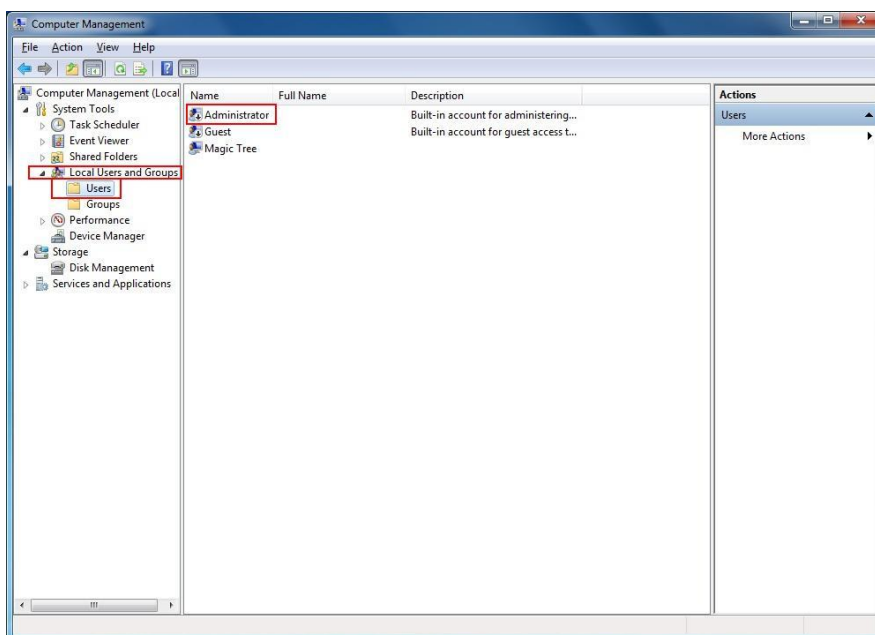 Computer Management
File Action View Help
Computer Management (Local
System Tools
Task Scheduler
Event Viewer
Shared Folders
Local Users and Groups
Users
Groups
Performance
Device Manager
Storage
Disk Management
Services and Applications
Name Full Name Description
Administrator Built-in account for administering...
Guest Built-in account for guest access t...
Magic Tree
Actions
Users
More Actions